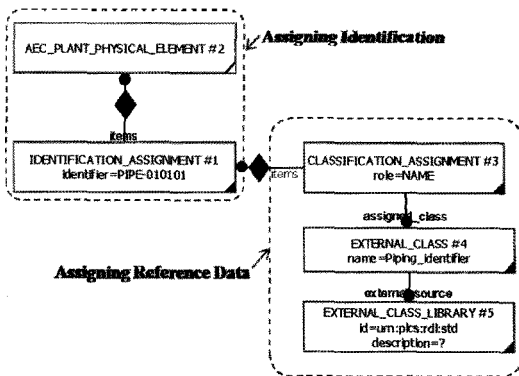 AEC_PLANT_PHYSICAL_ELEMENT #2
Assigning Identification
items
IDENTIFICATION_ASSIGNMENT #1
identifier=PIPE-010101
items
CLASSIFICATION_ASSIGNMENT #3
role=NAME
assigned_class
EXTERNAL_CLASS #4
name=Piping_identifier
Assigning Reference Data
external_source
EXTERNAL_CLASS_LIBRARY #5
id=urn:plcs:rdl:std
description=?